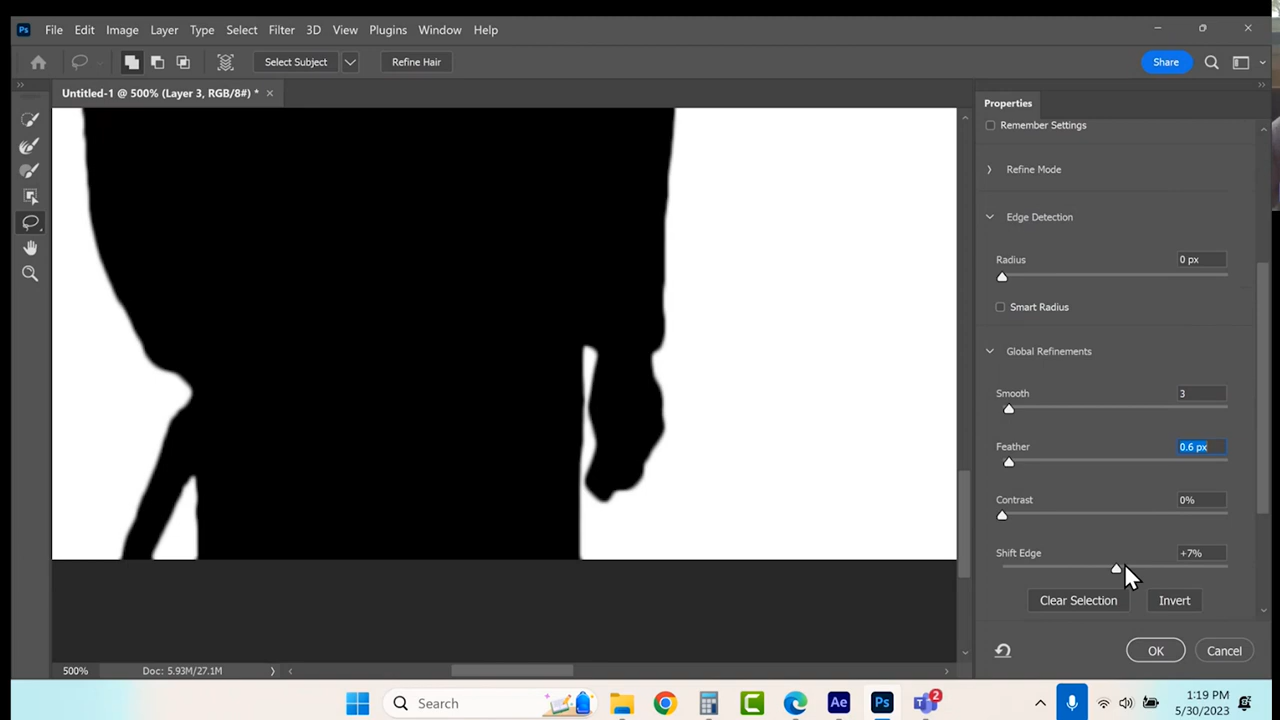 Ps File Edit Image Layer Type Select Filter 3D View Plugins Window Help
Select Subject Refine Hair Share
Untitled-1 @ 500% (Layer 3, RGB/8#) * ×
Properties
Remember Settings
Refine Mode
Edge Detection
Radius 0 px
Smart Radius
Global Refinements
Smooth 3
Feather 0.6 px
Contrast 0%
Shift Edge +7%
Clear Selection Invert
OK Cancel
500% Doc: 5.93M/27.1M
Search Ae Ps 2 1:19 PM
5/30/2023